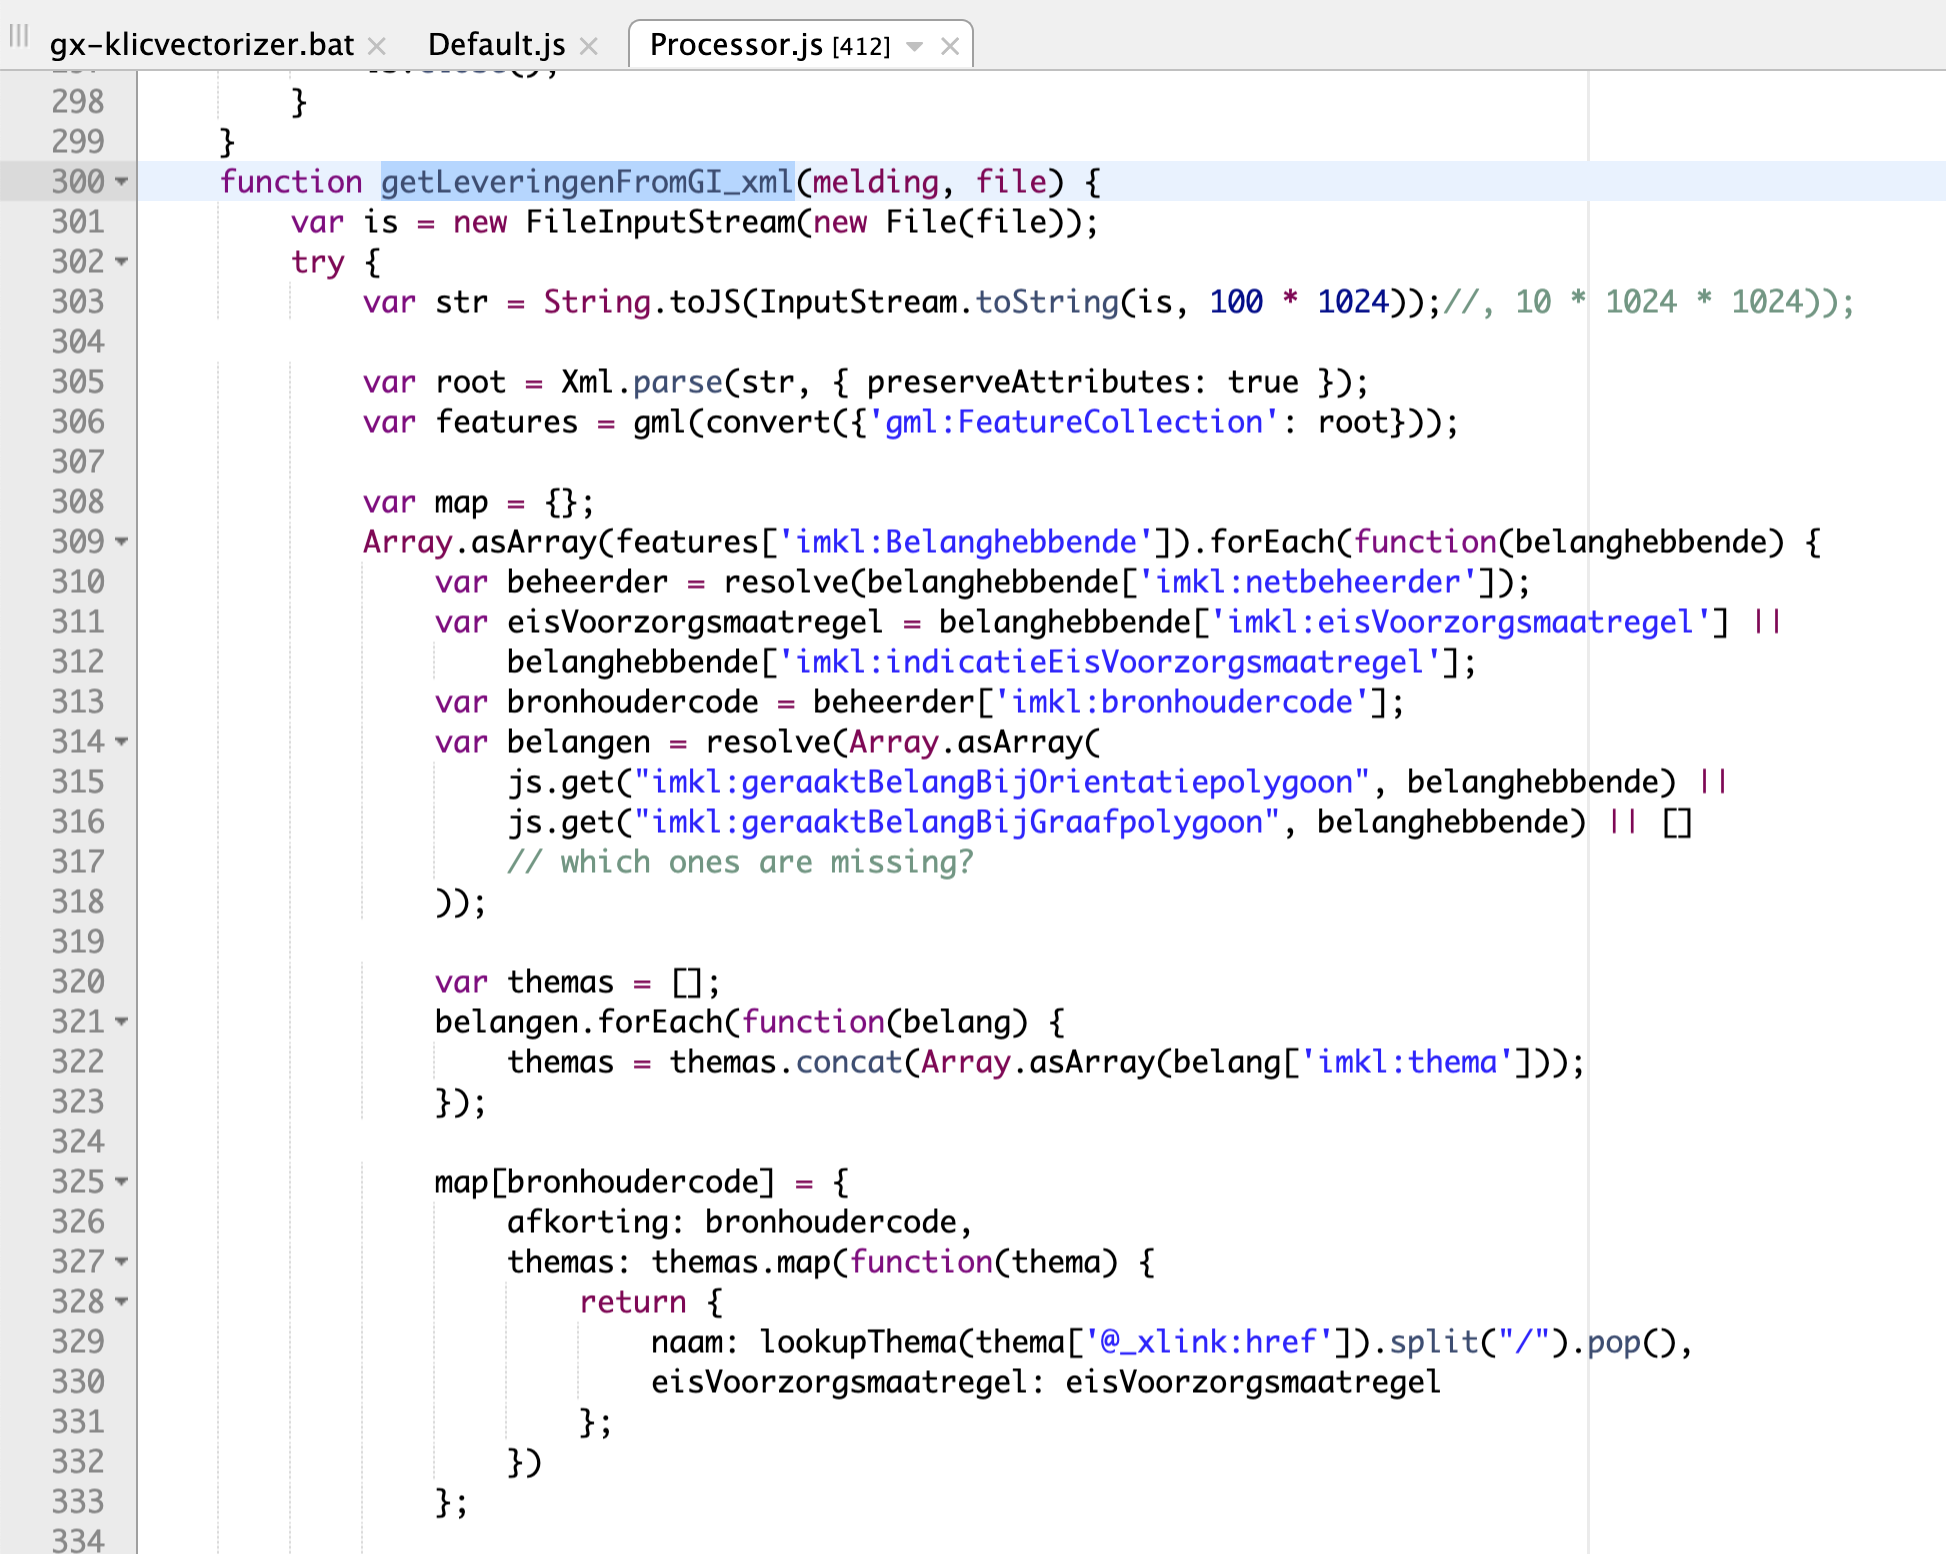 gx-klicvectorizer.bat × Default.js × Processor.js [412] ×
298 }
299 }
300 function getLeveringenFromGI_xml(melding, file) {
301 var is = new FileInputStream(new File(file));
302 try {
303 var str = String.toJS(InputStream.toString(is, 100 * 1024));//, 10 * 1024 * 1024));
304
305 var root = Xml.parse(str, { preserveAttributes: true });
306 var features = gml(convert({'gml:FeatureCollection': root}));
307
308 var map = {};
309 Array.asArray(features['imkl:Belanghebbende']).forEach(function(belanghebbende) {
310 var beheerder = resolve(belanghebbende['imkl:netbeheerder']);
311 var eisVoorzorgsmaatregel = belanghebbende['imkl:eisVoorzorgsmaatregel'] ||
312 belanghebbende['imkl:indicatieEisVoorzorgsmaatregel'];
313 var bronhoudercode = beheerder['imkl:bronhoudercode'];
314 var belangen = resolve(Array.asArray(
315 js.get("imkl:geraaktBelangBijOrientatiepolygoon", belanghebbende) ||
316 js.get("imkl:geraaktBelangBijGraafpolygoon", belanghebbende) || []
317 // which ones are missing?
318 ));
319
320 var themas = [];
321 belangen.forEach(function(belang) {
322 themas = themas.concat(Array.asArray(belang['imkl:thema']));
323 });
324
325 map[bronhoudercode] = {
326 afkorting: bronhoudercode,
327 themas: themas.map(function(thema) {
328 return {
329 naam: lookupThema(thema['@_xlink:href']).split("/").pop(),
330 eisVoorzorgsmaatregel: eisVoorzorgsmaatregel
331 };
332 })
333 };
334